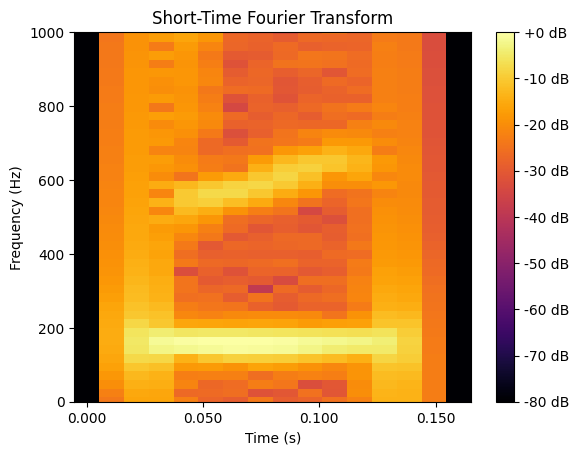 Short-Time Fourier Transform
1000
800
600
400
200
0
Frequency (Hz)
0.000
0.050
0.100
0.150
Time (s)
+0 dB
-10 dB
-20 dB
-30 dB
-40 dB
-50 dB
-60 dB
-70 dB
-80 dB